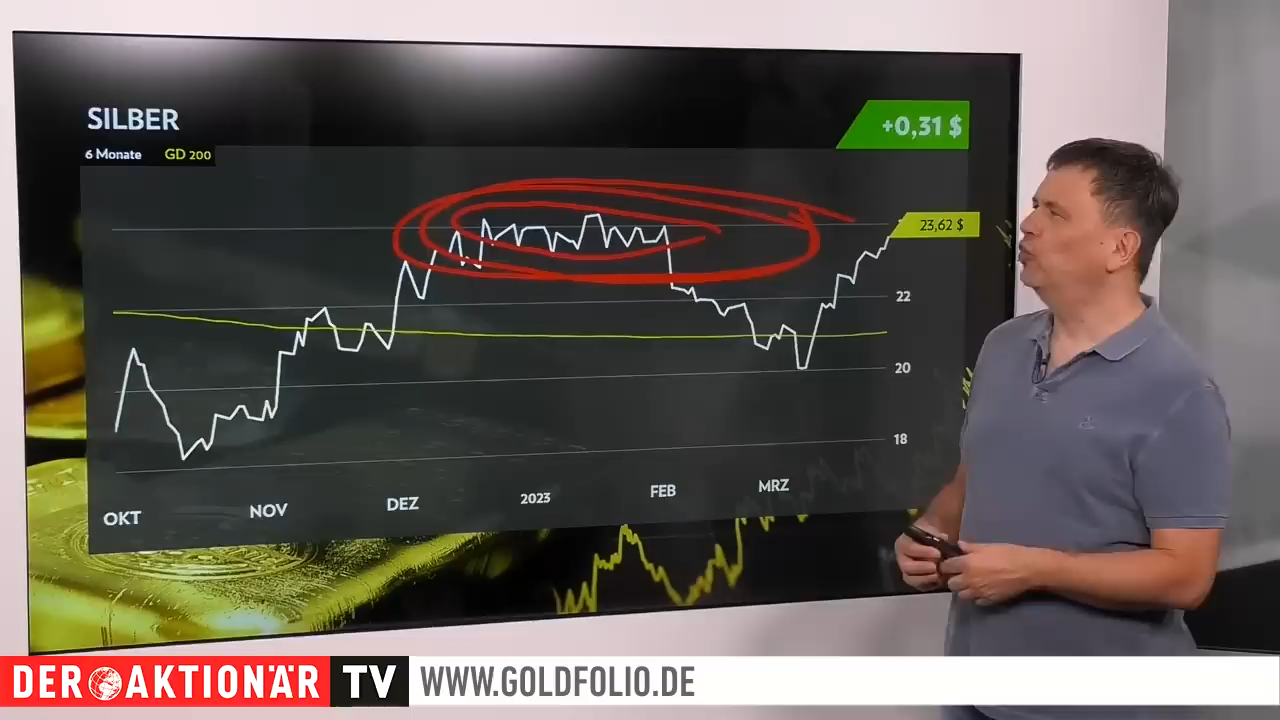 SILBER
+0,31 $
6 Monate GD 200
23,62 $
22
20
18
OKT NOV DEZ 2023 FEB MRZ
DER AKTIONÄR TV WWW.GOLDFOLIO.DE